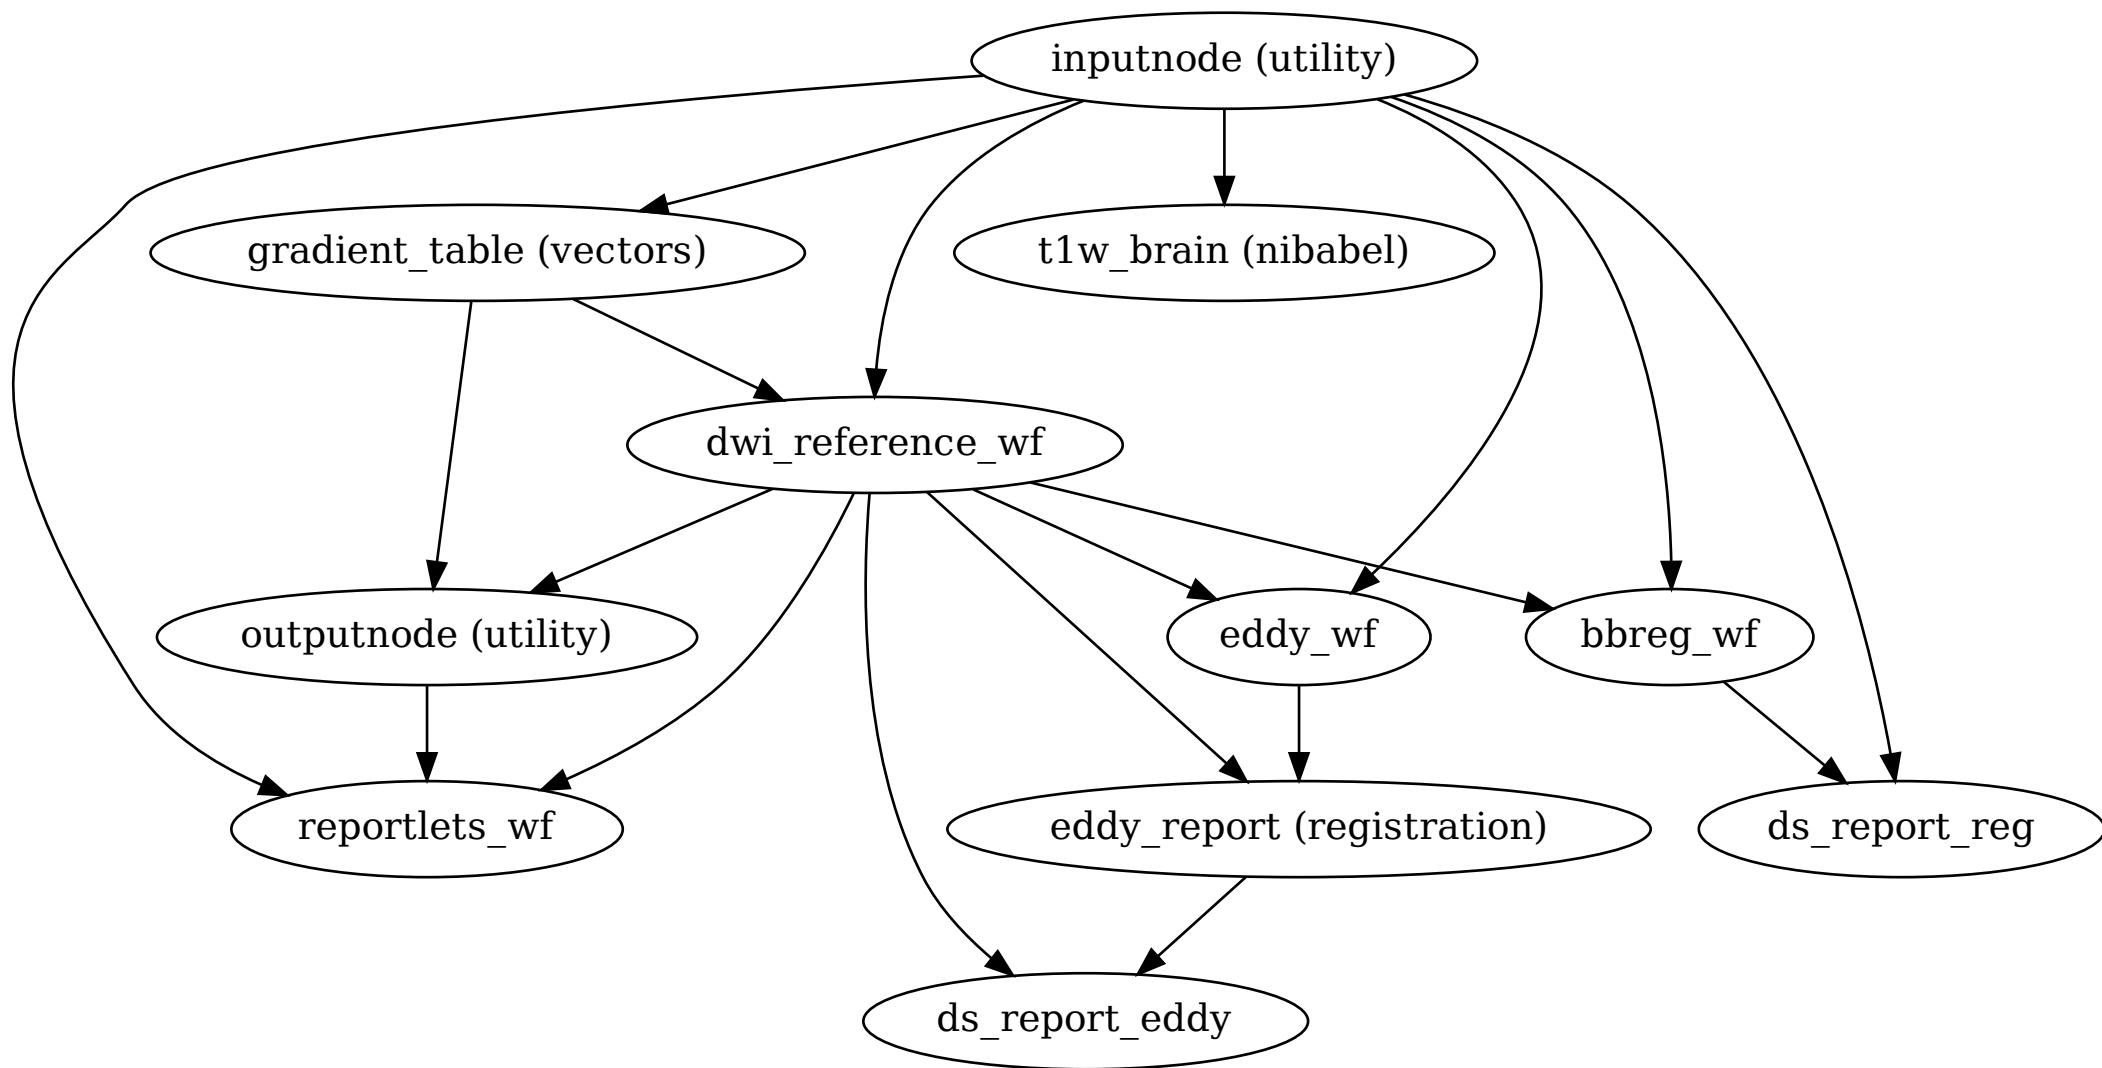 inputnode (utility)
gradient_table (vectors)
t1w_brain (nibabel)
dwi_reference_wf
outputnode (utility)
eddy_wf
bbreg_wf
reportlets_wf
eddy_report (registration)
ds_report_reg
ds_report_eddy